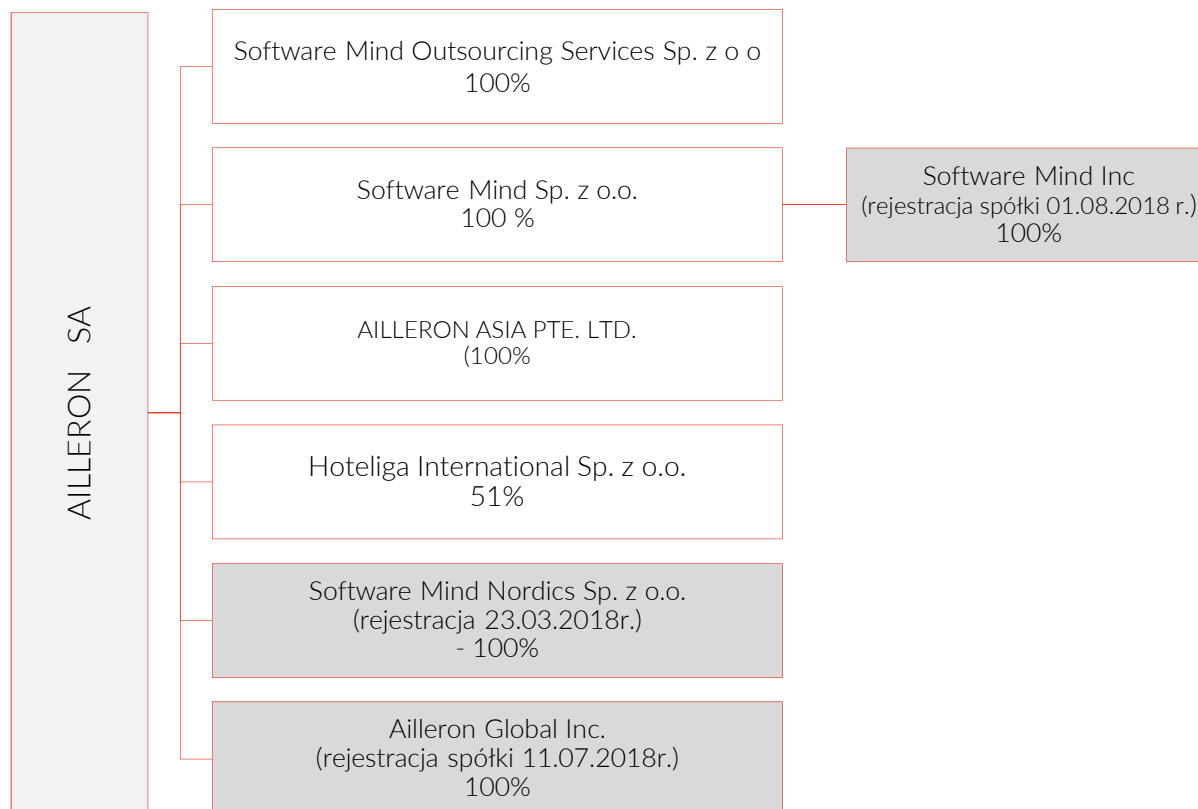 AILLERON SA
Software Mind Outsourcing Services Sp. z o o
100%
Software Mind Sp. z o.o.
100 %
Software Mind Inc
(rejestracja spółki 01.08.2018 r.)
100%
AILLERON ASIA PTE. LTD.
(100%
Hoteliga International Sp. z o.o.
51%
Software Mind Nordics Sp. z o.o.
(rejestracja 23.03.2018r.)
- 100%
Ailleron Global Inc.
(rejestracja spółki 11.07.2018r.)
100%